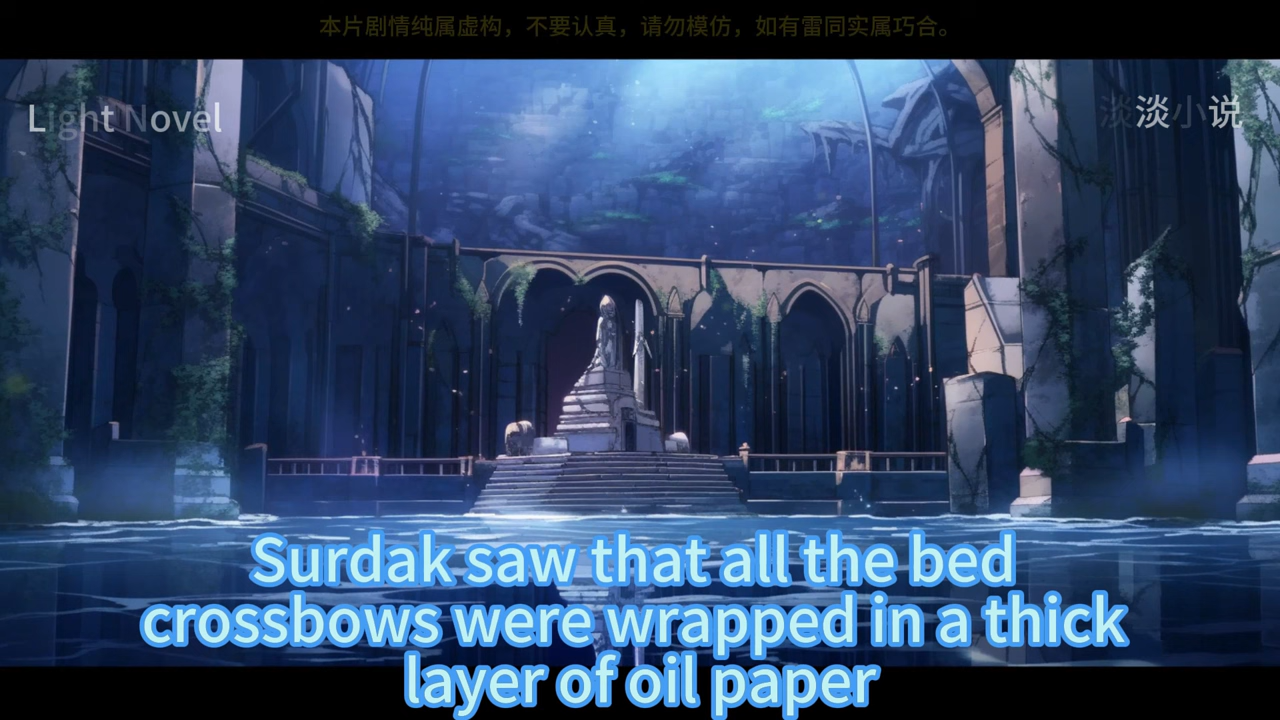 本片剧情纯属虚构，不要认真，请勿模仿，如有雷同实属巧合。
Light Novel
淡淡小说
Surdak saw that all the bed
crossbows were wrapped in a thick
layer of oil paper